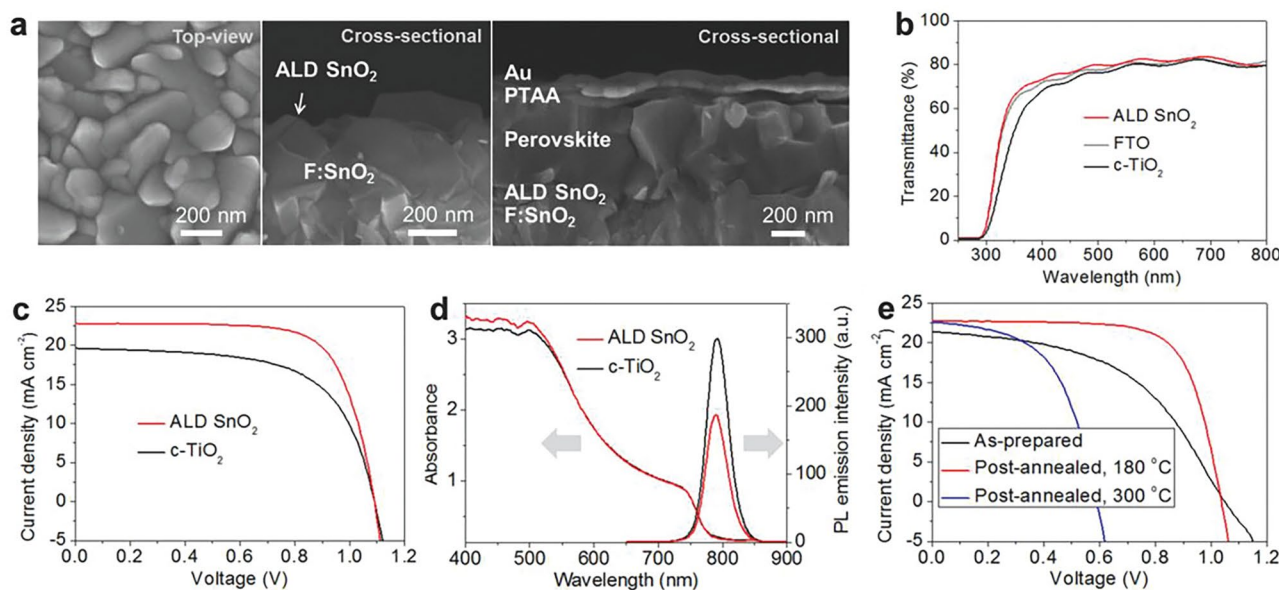 a
Top-view
200 nm
Cross-sectional
ALD SnO₂
F:SnO₂
200 nm
Cross-sectional
Au
PTAA
Perovskite
ALD SnO₂
F:SnO₂
200 nm
b
Transmittance (%)
100
80
60
40
20
0
ALD SnO₂
FTO
c-TiO₂
300 400 500 600 700 800
Wavelength (nm)
c
Current density (mA cm⁻²)
25
20
15
10
5
0
-5
ALD SnO₂
c-TiO₂
0.0 0.2 0.4 0.6 0.8 1.0 1.2
Voltage (V)
d
Absorbance
3
2
1
ALD SnO₂
c-TiO₂
300
200
100
0
PL emission intensity (a.u.)
400 500 600 700 800 900
Wavelength (nm)
e
Current density (mA cm⁻²)
25
20
15
10
5
0
-5
As-prepared
Post-annealed, 180 °C
Post-annealed, 300 °C
0.0 0.2 0.4 0.6 0.8 1.0 1.2
Voltage (V)